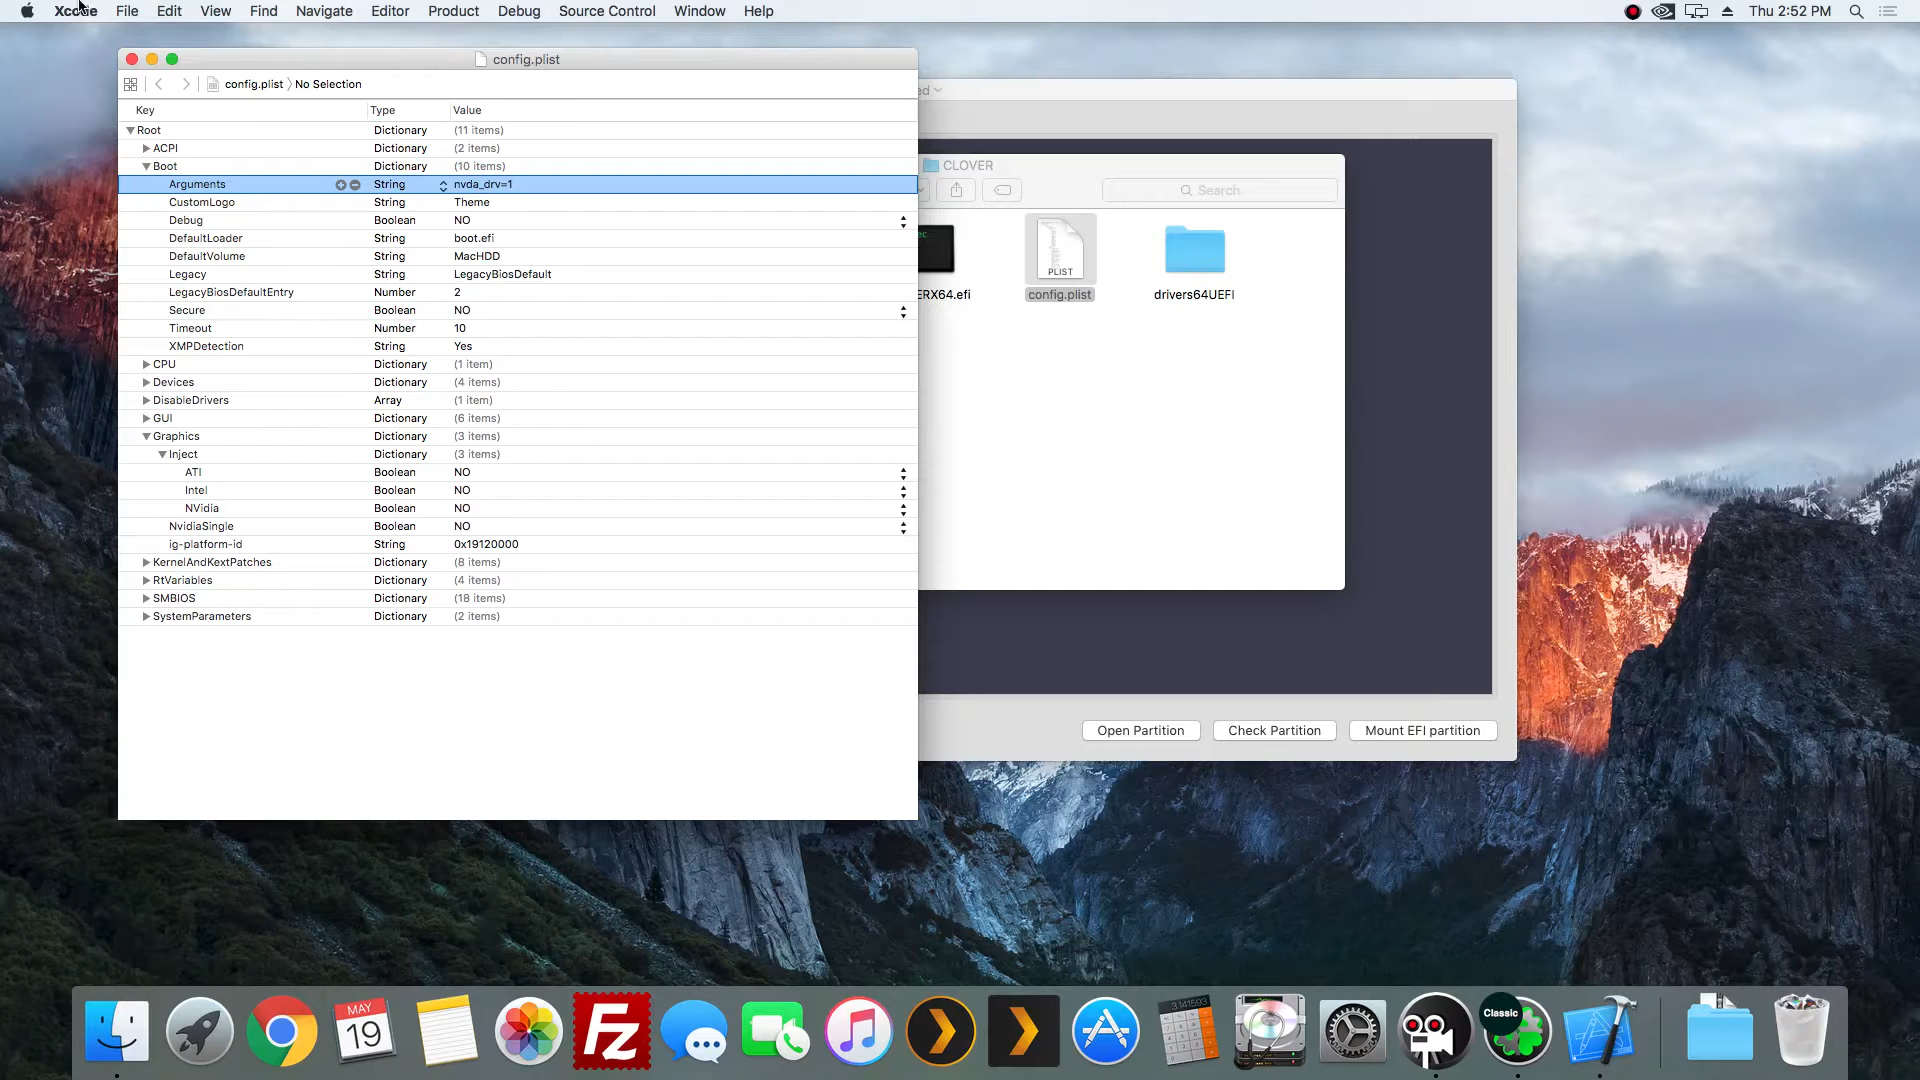 Xcode File Edit View Find Navigate Editor Product Debug Source Control Window Help Thu 2:52 PM
config.plist
config.plist No Selection
Key Type Value
Root Dictionary (11 items)
ACPI Dictionary (2 items)
Boot Dictionary (10 items)
Arguments String nvda_drv=1
CustomLogo String Theme
Debug Boolean NO
DefaultLoader String boot.efi
DefaultVolume String MacHDD
Legacy String LegacyBiosDefault
LegacyBiosDefaultEntry Number 2
Secure Boolean NO
Timeout Number 10
XMPDetection String Yes
CPU Dictionary (1 item)
Devices Dictionary (4 items)
DisableDrivers Array (1 item)
GUI Dictionary (6 items)
Graphics Dictionary (3 items)
Inject Dictionary (3 items)
ATI Boolean NO
Intel Boolean NO
NVidia Boolean NO
NvidiaSingle Boolean NO
ig-platform-id String 0x19120000
KernelAndKextPatches Dictionary (8 items)
RtVariables Dictionary (4 items)
SMBIOS Dictionary (18 items)
SystemParameters Dictionary (2 items)
ed
CLOVER
Search
ec
PLIST
ERX64.efi config.plist drivers64UEFI
Open Partition Check Partition Mount EFI partition
MAY
19
FZ
3.141593
Classic